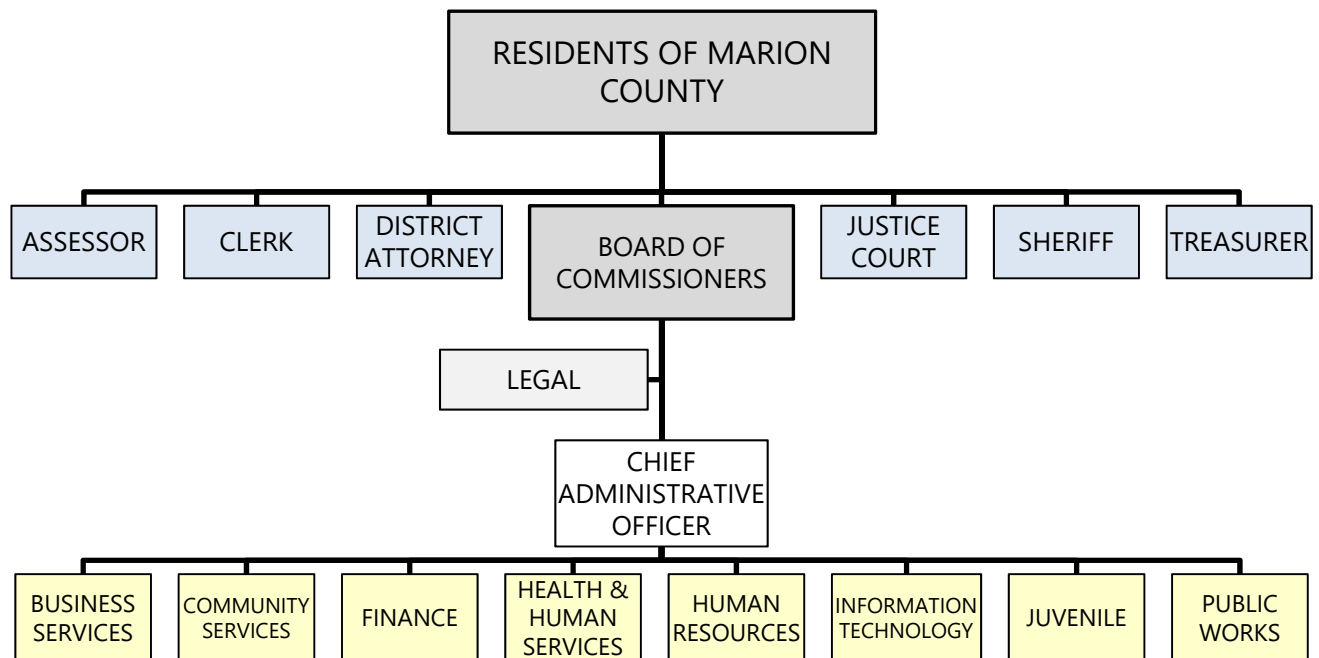 RESIDENTS OF MARION
COUNTY
ASSESSOR
CLERK
DISTRICT
ATTORNEY
BOARD OF
COMMISSIONERS
JUSTICE
COURT
SHERIFF
TREASURER
LEGAL
CHIEF
ADMINISTRATIVE
OFFICER
BUSINESS
SERVICES
COMMUNITY
SERVICES
FINANCE
HEALTH &
HUMAN
SERVICES
HUMAN
RESOURCES
INFORMATION
TECHNOLOGY
JUVENILE
PUBLIC
WORKS